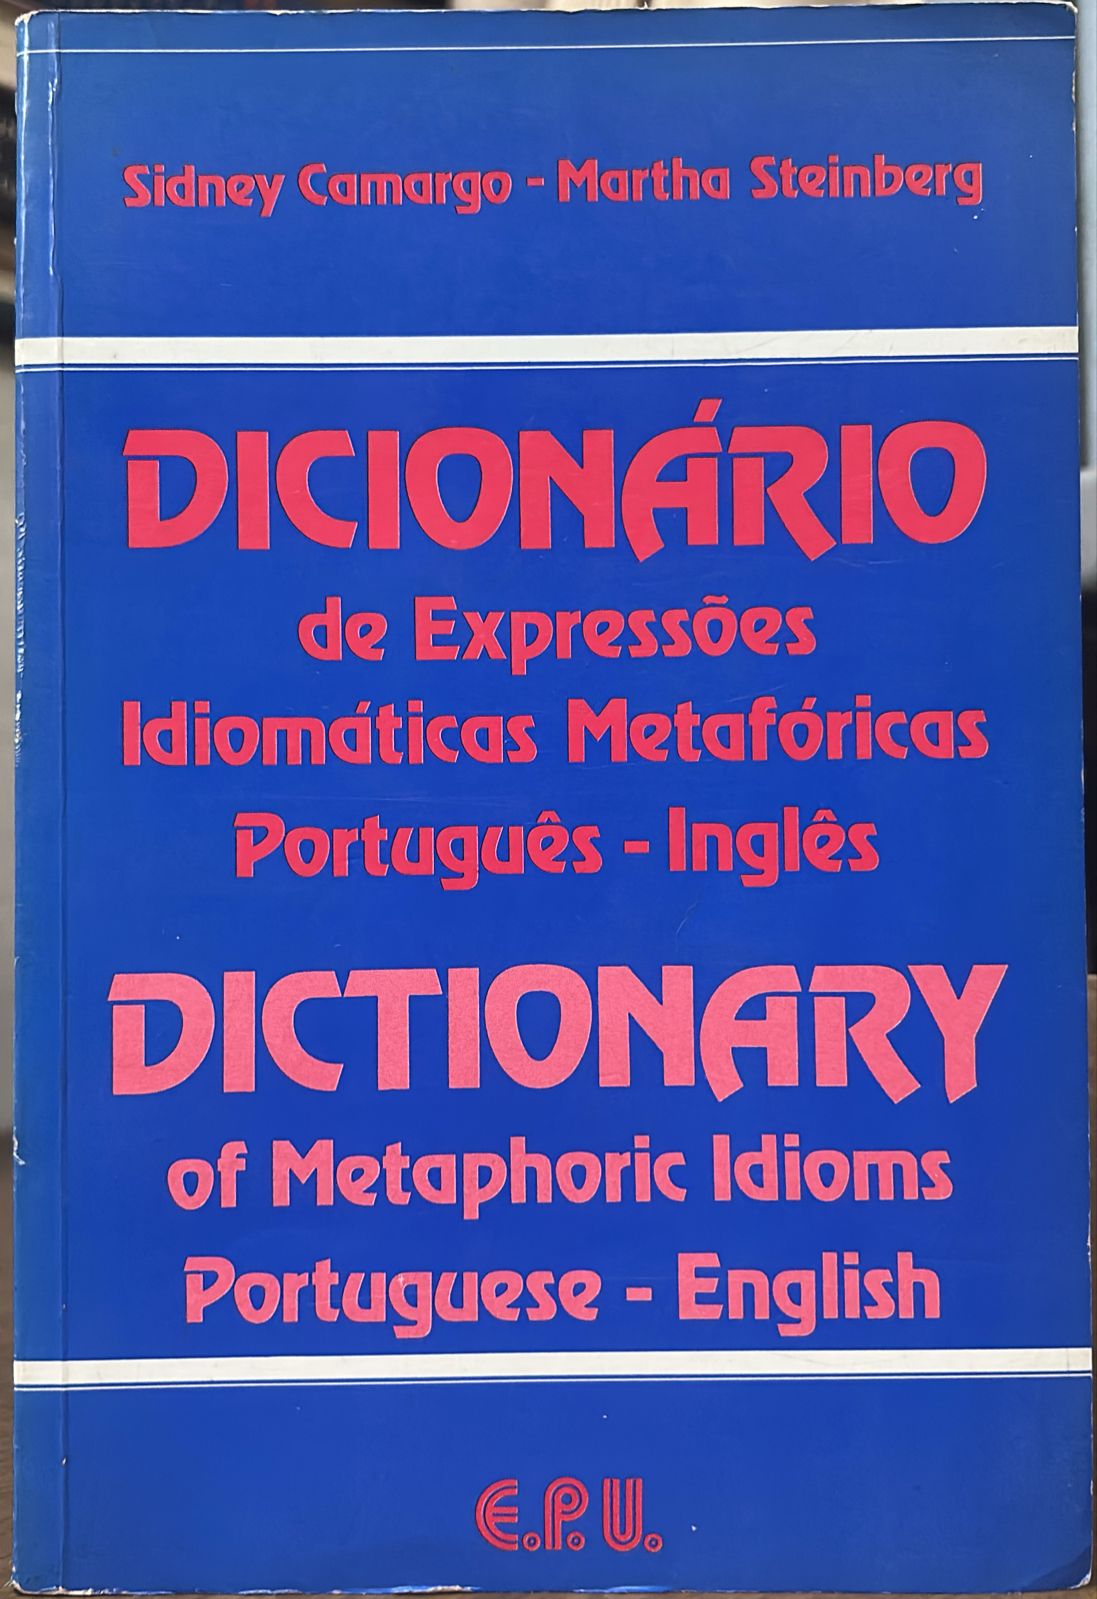 Sidney Camargo - Martha Steinberg
DICIONÁRIO
de Expressões
Idiomáticas Metafóricas
Português - Inglês
DICTIONARY
of Metaphoric Idioms
Portuguese - English
E.P.U.